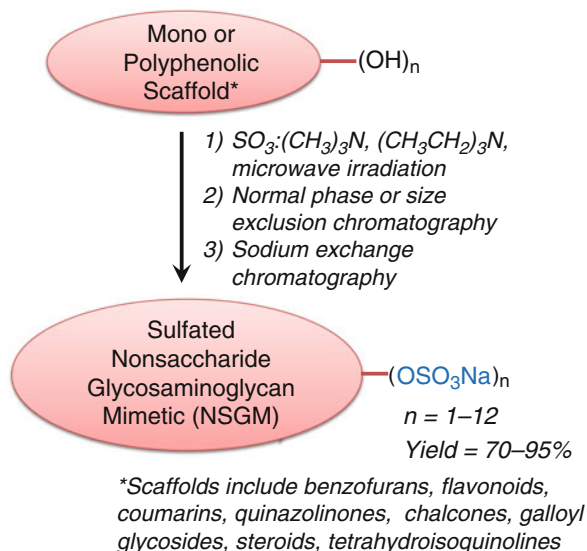 Mono or
Polyphenolic
Scaffold*
(OH)n
1) SO3:(CH3)3N, (CH3CH2)3N,
microwave irradiation
2) Normal phase or size
exclusion chromatography
3) Sodium exchange
chromatography
Sulfated
Nonsaccharide
Glycosaminoglycan
Mimetic (NSGM)
(OSO3Na)n
n = 1–12
Yield = 70–95%
*Scaffolds include benzofurans, flavonoids,
coumarins, quinazolinones, chalcones, galloyl
glycosides, steroids, tetrahydroisoquinolines